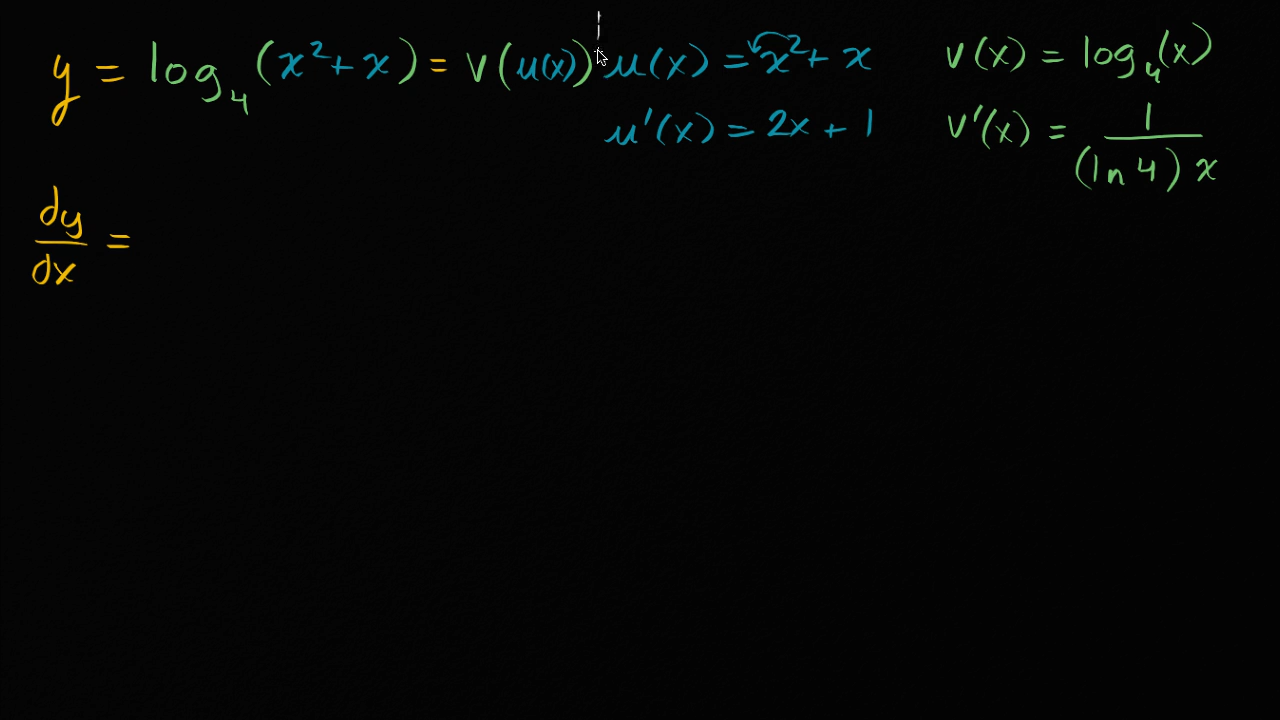 y = log₄(x² + x) = v(u(x)) u(x) = x² + x v(x) = log₄(x)
u'(x) = 2x + 1 v'(x) = 1/((ln 4) x)
dy/dx =